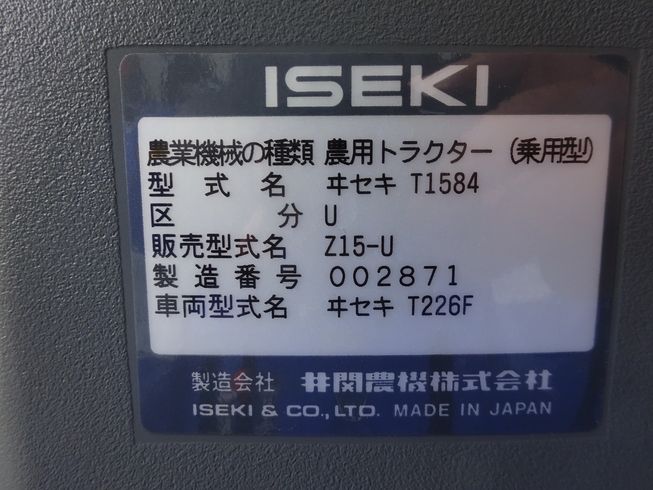 ISEKI
農業機械の種類 農用トラクター (乗用型)
型式名 ヰセキ T1584
区分 U
販売型式名 Z15-U
製造番号 002871
車両型式名 ヰセキ T226F
製造会社 井関農機株式会社
ISEKI & CO.,LTD. MADE IN JAPAN